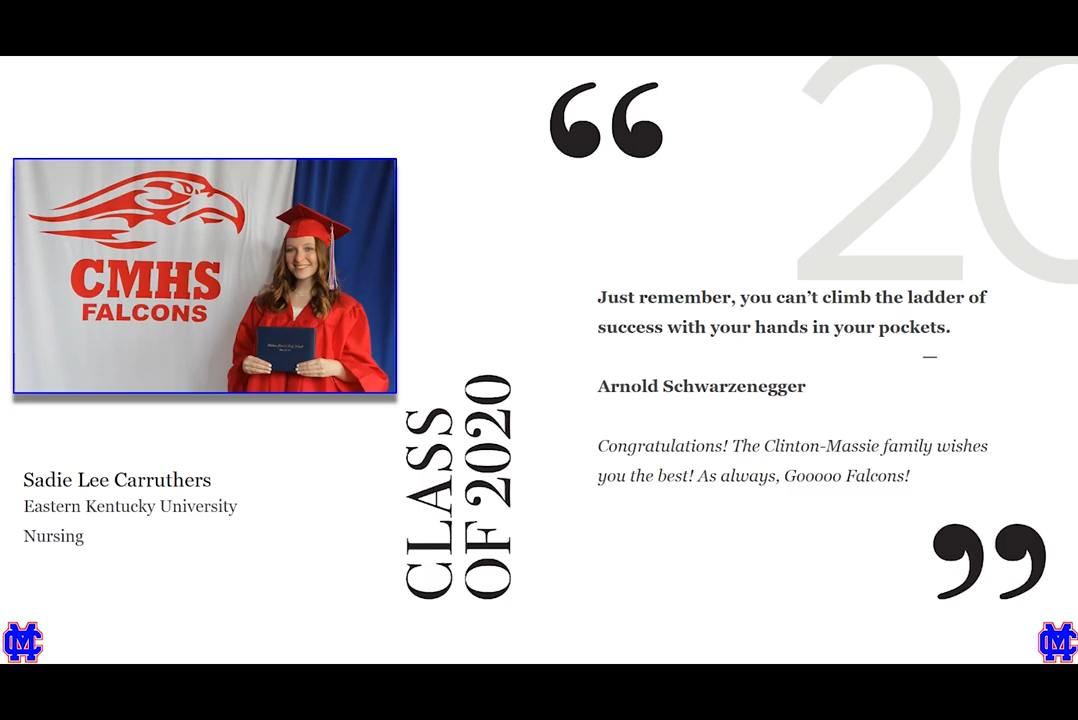 CMHS
FALCONS
Sadie Lee Carruthers
Eastern Kentucky University
Nursing
CLASS
OF 2020
20
“
Just remember, you can’t climb the ladder of
success with your hands in your pockets.
—
Arnold Schwarzenegger
Congratulations! The Clinton-Massie family wishes
you the best! As always, Gooooo Falcons!
”